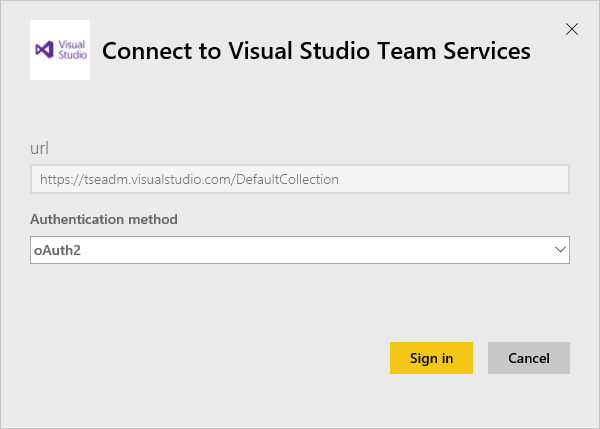 Visual
Studio
Connect to Visual Studio Team Services
url
https://tseadm.visualstudio.com/DefaultCollection
Authentication method
oAuth2
Sign in
Cancel